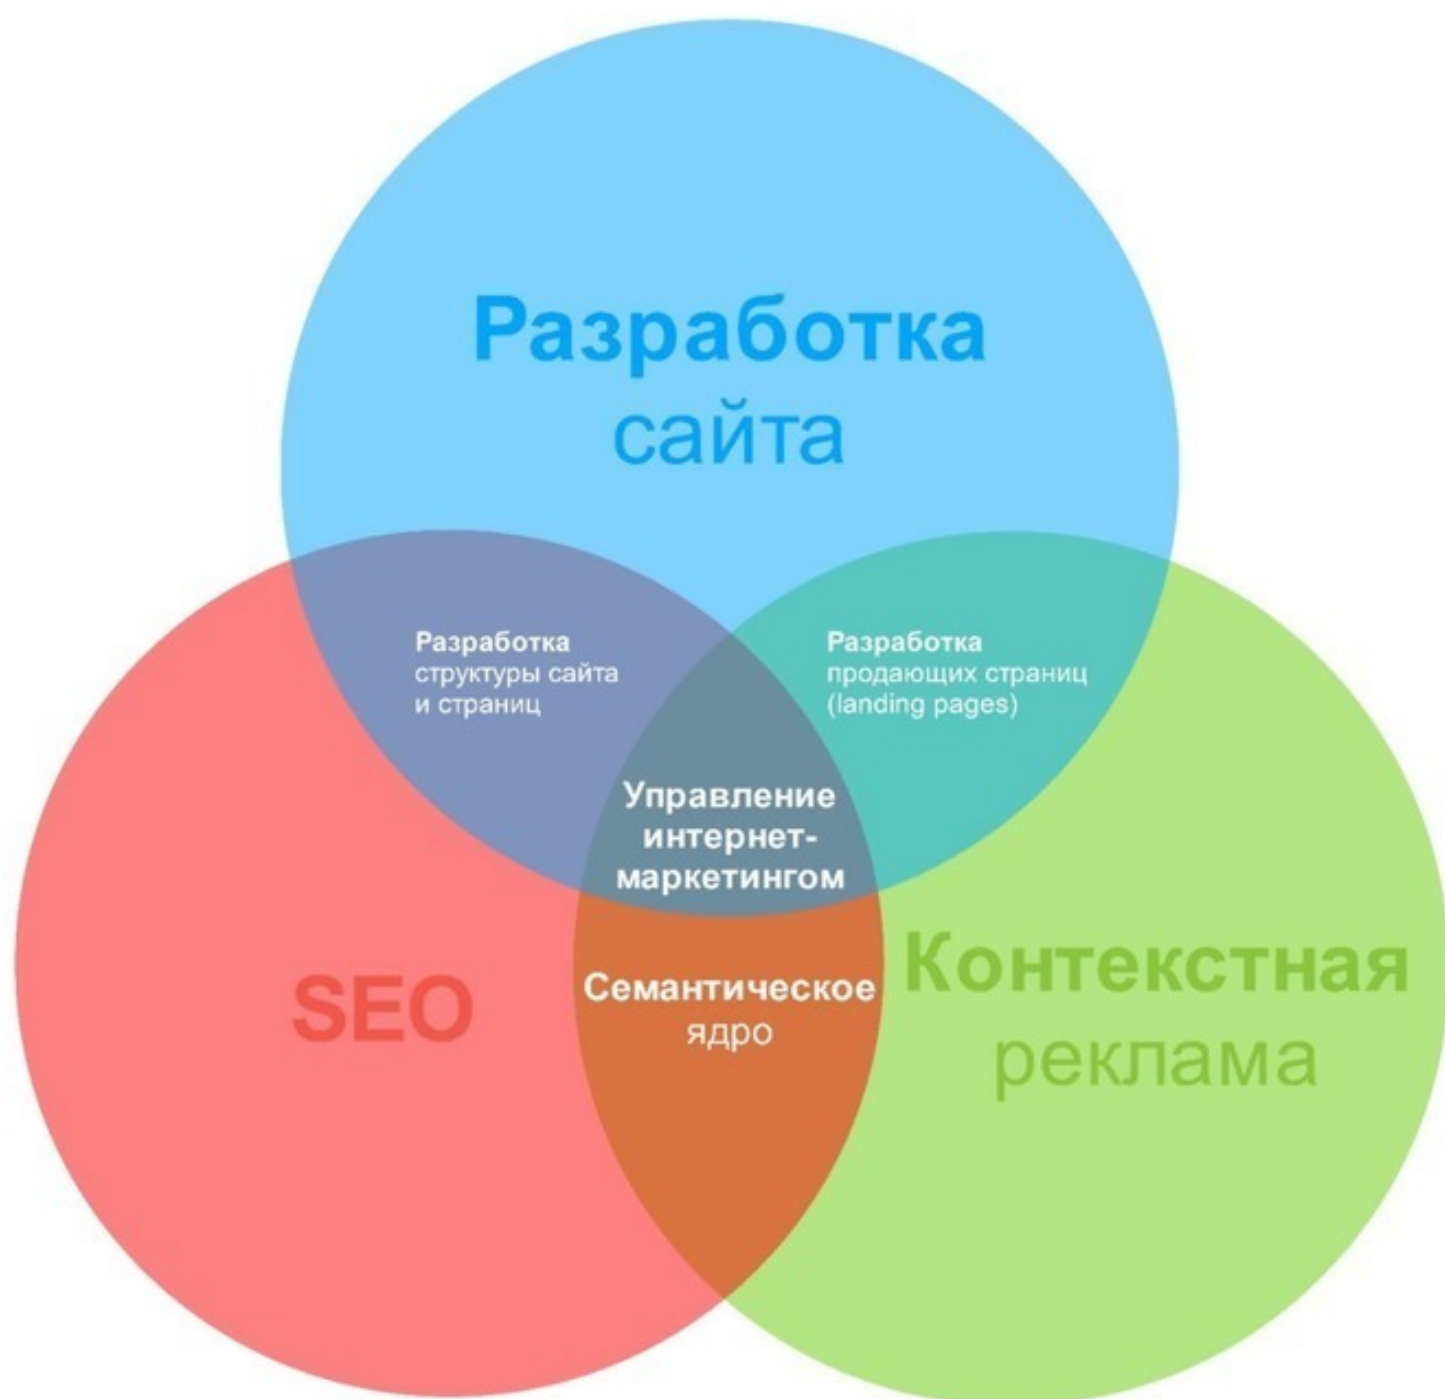 Разработка
сайта
Разработка
структуры сайта
и страниц
Разработка
продающих страниц
(landing pages)
Управление
интернет-
маркетингом
SEO
Семантическое
ядро
Контекстная
реклама